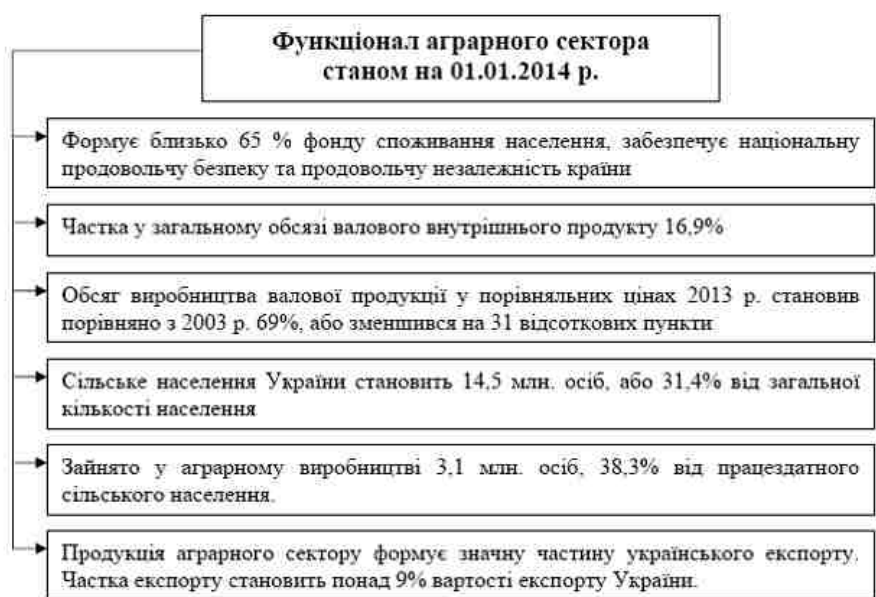 Функціонал аграрного сектора
станом на 01.01.2014 р.
Формує близько 65 % фонду споживання населення, забезпечує національну
продовольчу безпеку та продовольчу незалежність країни
Частка у загальному обсязі валового внутрішнього продукту 16,9%
Обсяг виробництва валової продукції у порівняльних цінах 2013 р. становив
порівняно з 2003 р. 69%, або зменшився на 31 відсоткових пункти
Сільське населення України становить 14,5 млн. осіб, або 31,4% від загальної
кількості населення
Зайнято у аграрному виробництві 3,1 млн. осіб, 38,3% від працездатного
сільського населення.
Продукція аграрного сектору формує значну частину українського експорту.
Частка експорту становить понад 9% вартості експорту України.